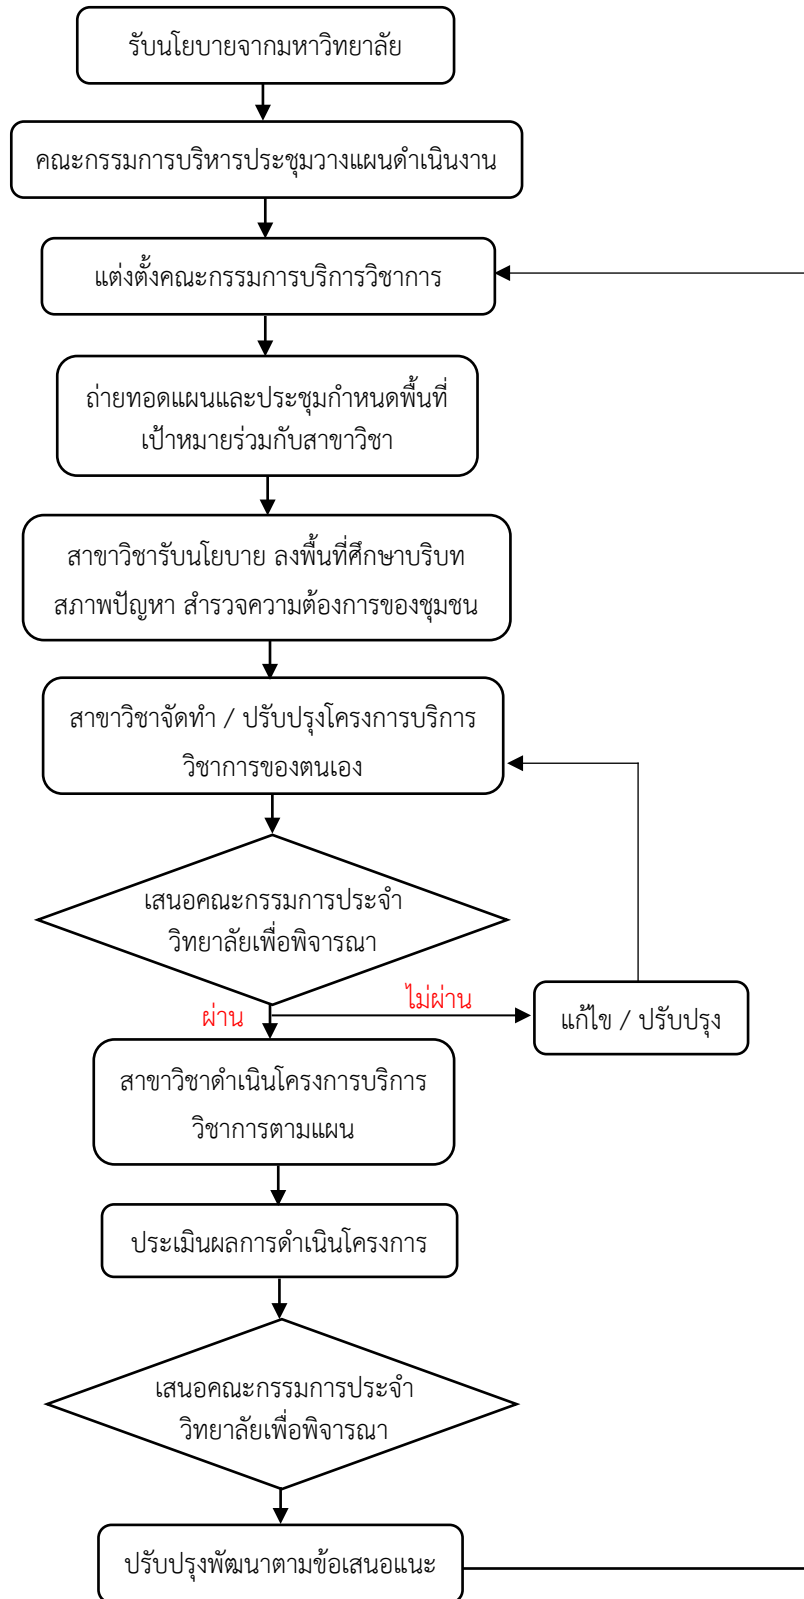 รับนโยบายจากมหาวิทยาลัย
คณะกรรมการบริหารประชุมวางแผนดำเนินงาน
แต่งตั้งคณะกรรมการบริการวิชาการ
ถ่ายทอดแผนและประชุมกำหนดพื้นที่
เป้าหมายร่วมกับสาขาวิชา
สาขาวิชารับนโยบาย ลงพื้นที่ศึกษาบริบท
สภาพปัญหา สำรวจความต้องการของชุมชน
สาขาวิชาจัดทำ / ปรับปรุงโครงการบริการ
วิชาการของตนเอง
เสนอคณะกรรมการประจำ
วิทยาลัยเพื่อพิจารณา
ไม่ผ่าน
ผ่าน
แก้ไข / ปรับปรุง
สาขาวิชาดำเนินโครงการบริการ
วิชาการตามแผน
ประเมินผลการดำเนินโครงการ
เสนอคณะกรรมการประจำ
วิทยาลัยเพื่อพิจารณา
ปรับปรุงพัฒนาตามข้อเสนอแนะ